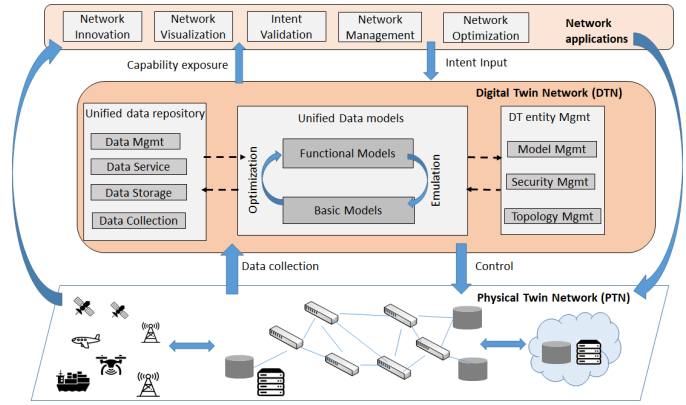 Network
Innovation
Network
Visualization
Intent
Validation
Network
Management
Network
Optimization
Network
applications
Capability exposure
Intent Input
Digital Twin Network (DTN)
Unified data repository
Data Mgmt
Data Service
Data Storage
Data Collection
Unified Data models
Optimization
Functional Models
Basic Models
Emulation
DT entity Mgmt
Model Mgmt
Security Mgmt
Topology Mgmt
Data collection
Control
Physical Twin Network (PTN)